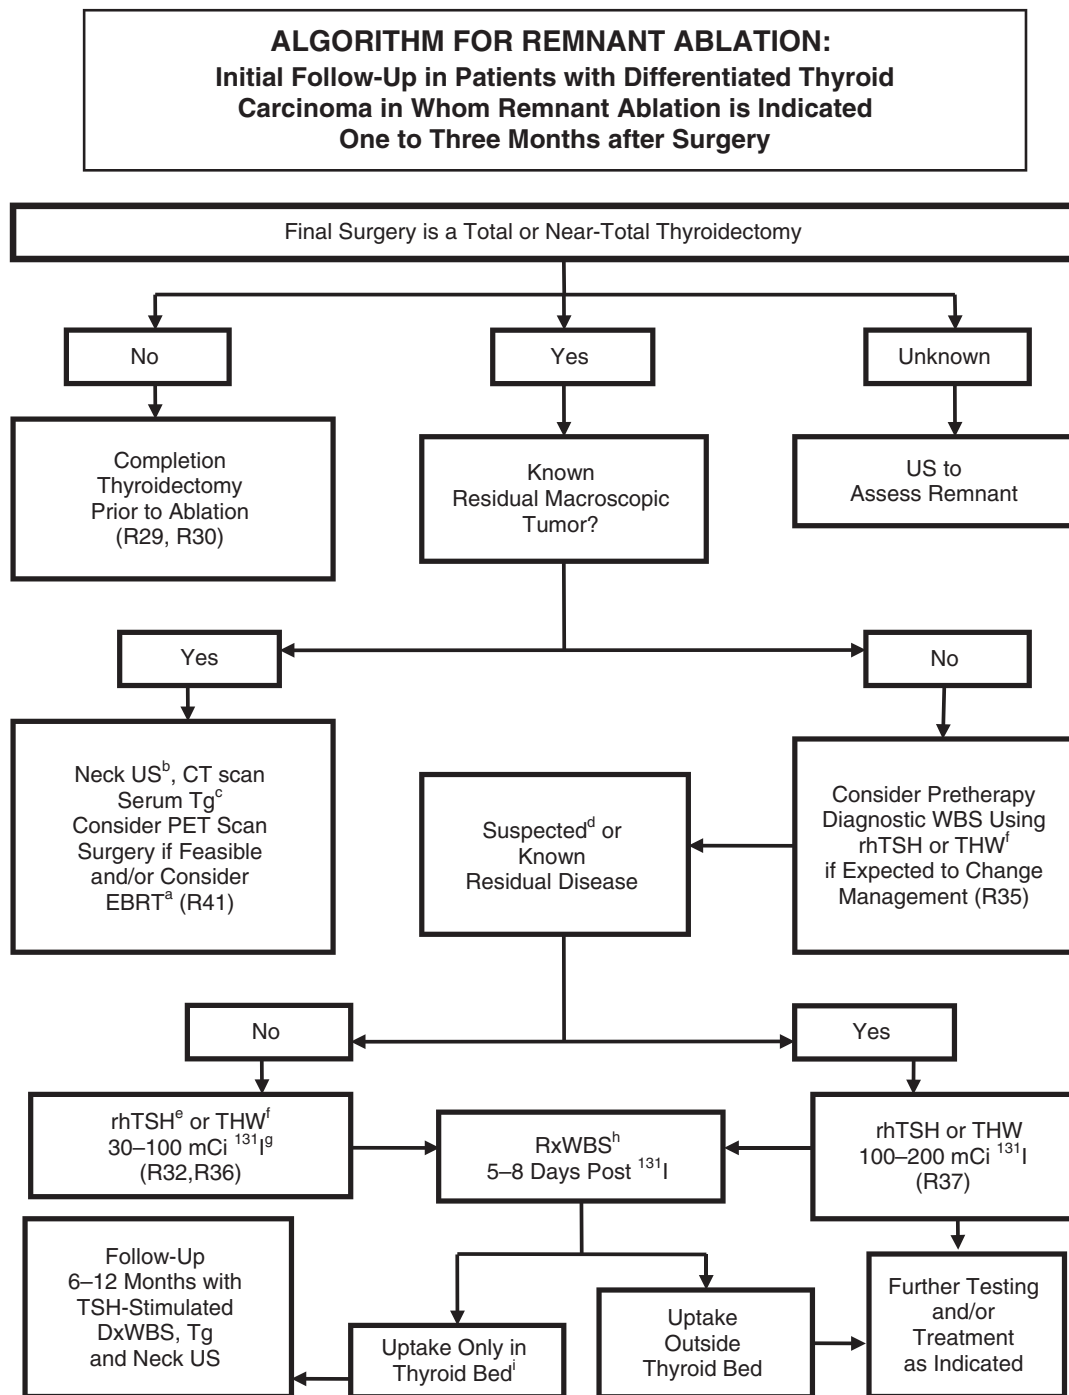 ALGORITHM FOR REMNANT ABLATION:
Initial Follow-Up in Patients with Differentiated Thyroid
Carcinoma in Whom Remnant Ablation is Indicated
One to Three Months after Surgery
Final Surgery is a Total or Near-Total Thyroidectomy
No
Yes
Unknown
Completion
Thyroidectomy
Prior to Ablation
(R29, R30)
Known
Residual Macroscopic
Tumor?
US to
Assess Remnant
Yes
No
Neck US^b, CT scan
Serum Tg^c
Consider PET Scan
Surgery if Feasible
and/or Consider
EBRT^a (R41)
Suspected^d or
Known
Residual Disease
Consider Pretherapy
Diagnostic WBS Using
rhTSH or THW^f
if Expected to Change
Management (R35)
No
Yes
rhTSH^e or THW^f
30–100 mCi ^131I^g
(R32,R36)
RxWBS^h
5–8 Days Post ^131I
rhTSH or THW
100–200 mCi ^131I
(R37)
Follow-Up
6–12 Months with
TSH-Stimulated
DxWBS, Tg
and Neck US
Uptake Only in
Thyroid Bed^i
Uptake
Outside
Thyroid Bed
Further Testing
and/or
Treatment
as Indicated